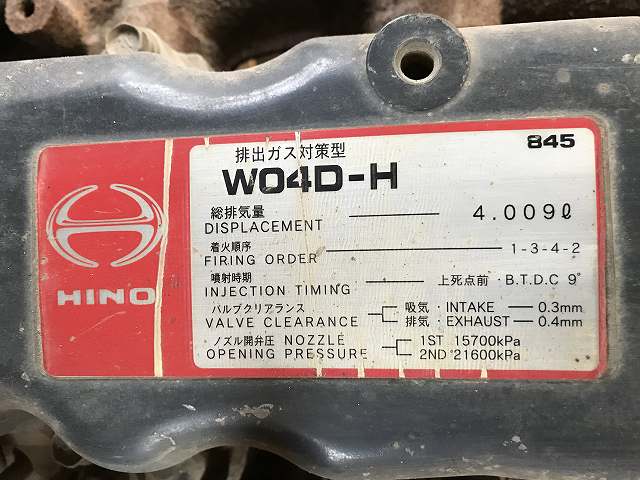 845
排出ガス対策型
W04D-H
総排気量
DISPLACEMENT 4.009ℓ
着火順序
FIRING ORDER 1-3-4-2
噴射時期
INJECTION TIMING 上死点前・B.T.D.C 9°
バルブクリアランス 吸気・INTAKE 0.3mm
VALVE CLEARANCE 排気・EXHAUST 0.4mm
ノズル開弁圧 NOZZLE 1ST 15700kPa
OPENING PRESSURE 2ND 21600kPa
HINO